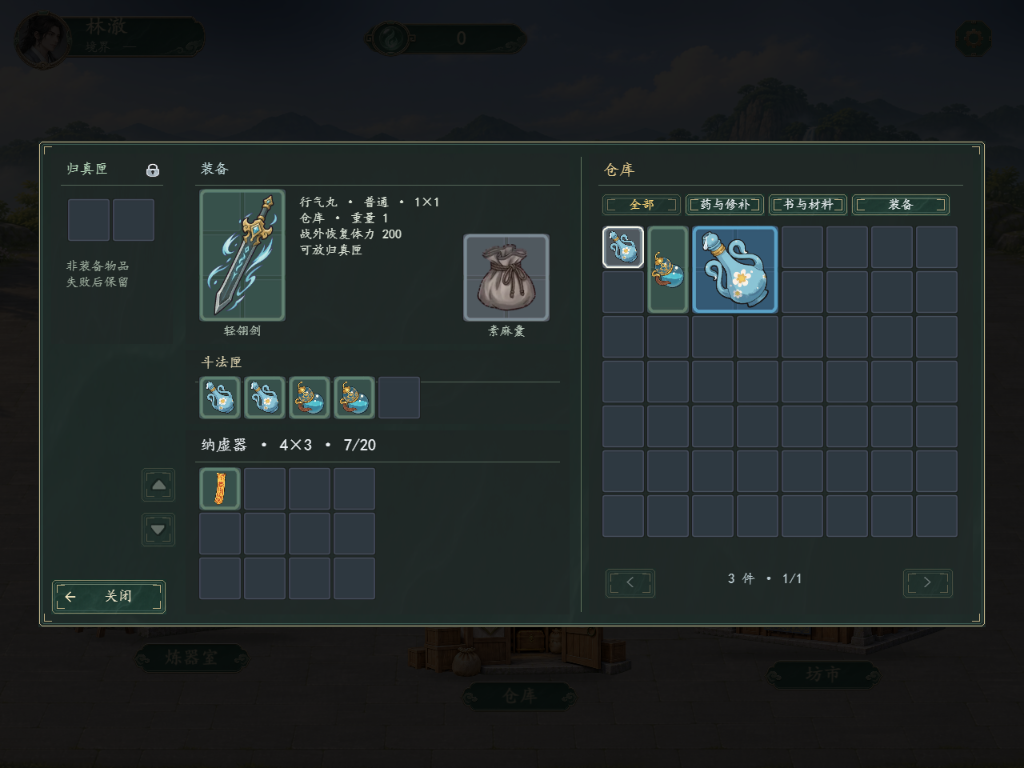 林澈
境界 一
0
归真匣
非装备物品
失败后保留
装备
行气丸 • 普通 • 1×1
仓库 • 重量 1
战外恢复体力 200
可放归真匣
轻翎剑
素麻囊
斗法匣
纳虚器 • 4×3 • 7/20
关闭
仓库
全部
药与修补
书与材料
装备
3 件 • 1/1
炼器室
仓库
坊市